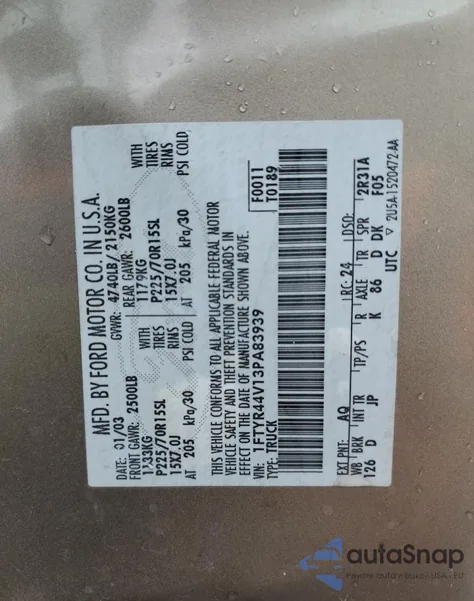 MFD. BY FORD MOTOR CO. IN U.S.A.
DATE: 01/03 GVWR: 4740LB/ 2150KG
FRONT GAWR: 2500LB REAR GAWR: 2600LB
1133KG WITH 1179KG WITH
P225/70R15SL TIRES P225/70R15SL TIRES
15X7.0J RIMS 15X7.0J RIMS
AT 205 kPa/30 PSI COLD AT 205 kPa/30 PSI COLD
THIS VEHICLE CONFORMS TO ALL APPLICABLE FEDERAL MOTOR
VEHICLE SAFETY AND THEFT PREVENTION STANDARDS IN
EFFECT ON THE DATE OF MANUFACTURE SHOWN ABOVE.
VIN: 1FTYR44V13PA83939 F0011
TYPE: TRUCK T0189
EXT PNT: AQ RC: 24 DSO:
WB BRK INT TR TP/PS R AXLE TR SPR 2R31A
126 D JP K 86 D DK F05
UTC 2U5A-1520472-AA
autoSnap